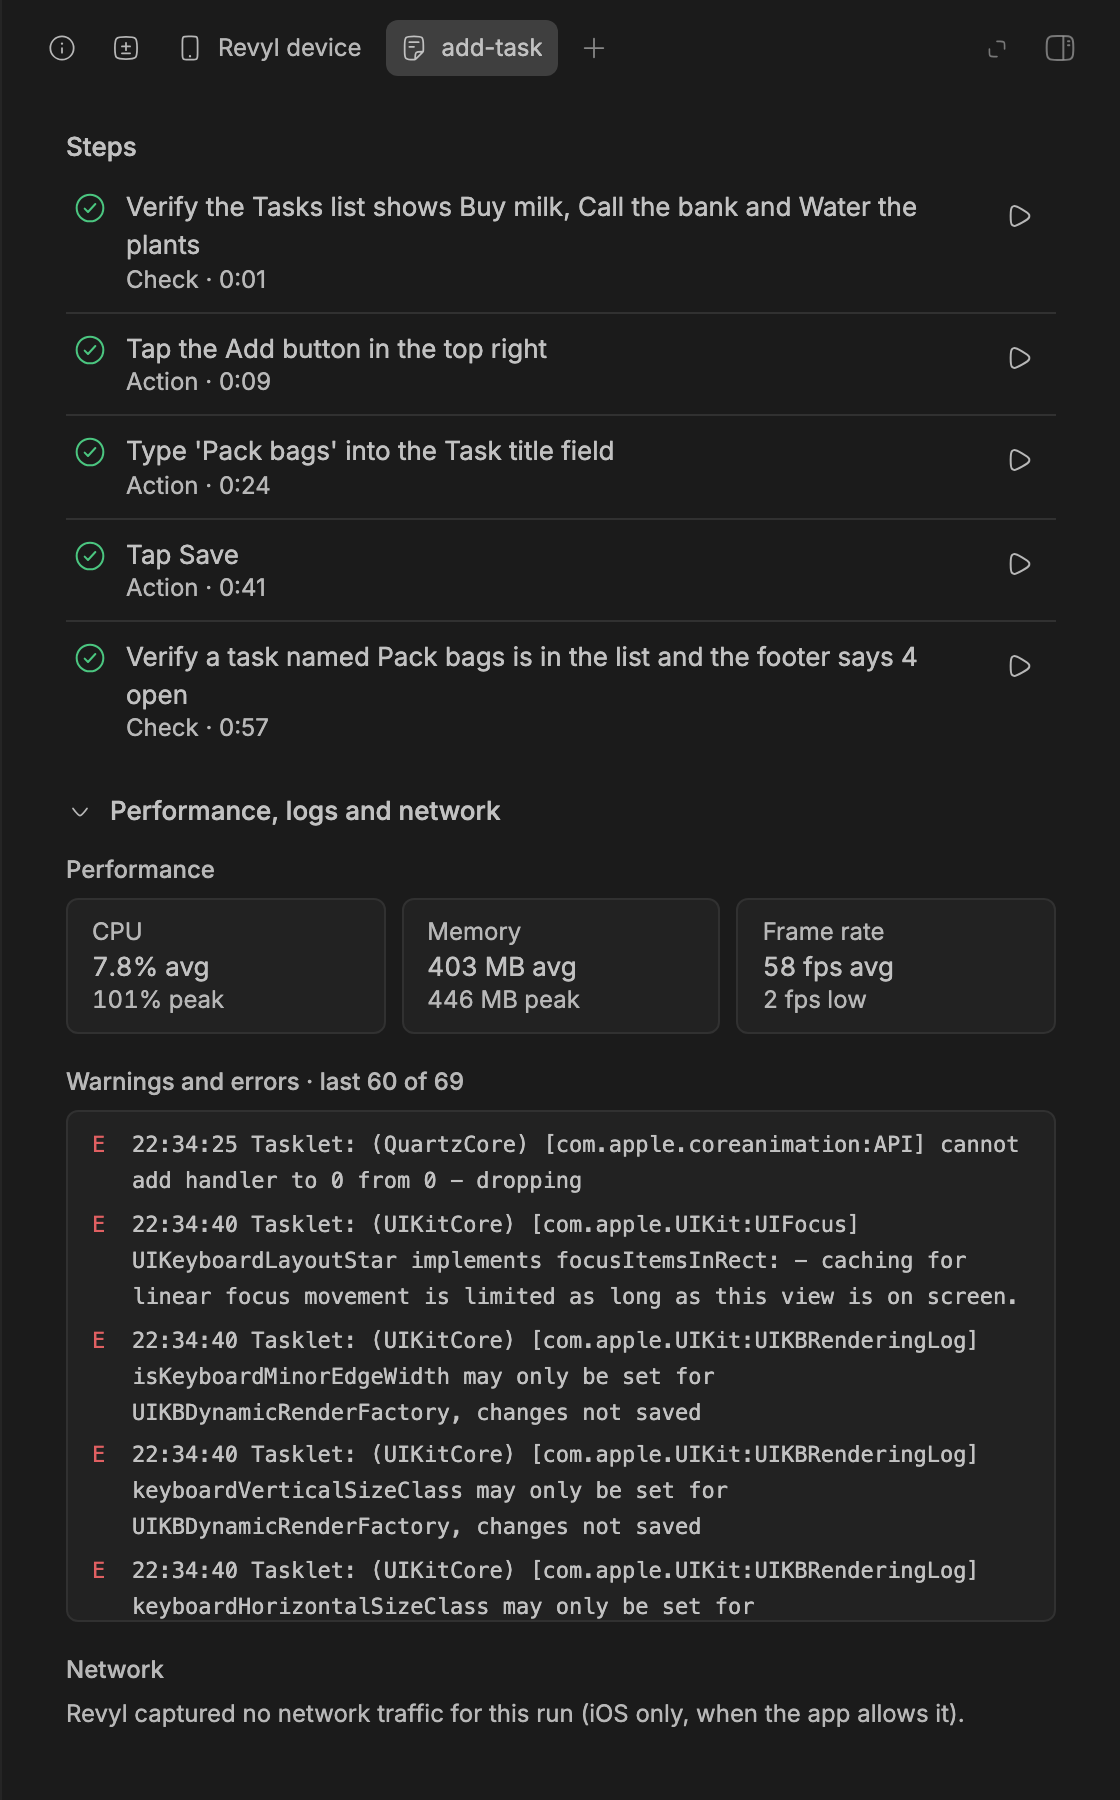 Revyl device
add-task
Steps
Verify the Tasks list shows Buy milk, Call the bank and Water the
plants
Check · 0:01
Tap the Add button in the top right
Action · 0:09
Type 'Pack bags' into the Task title field
Action · 0:24
Tap Save
Action · 0:41
Verify a task named Pack bags is in the list and the footer says 4
open
Check · 0:57
Performance, logs and network
Performance
CPU
7.8% avg
101% peak
Memory
403 MB avg
446 MB peak
Frame rate
58 fps avg
2 fps low
Warnings and errors · last 60 of 69
E 22:34:25 Tasklet: (QuartzCore) [com.apple.coreanimation:API] cannot
add handler to 0 from 0 – dropping
E 22:34:40 Tasklet: (UIKitCore) [com.apple.UIKit:UIFocus]
UIKeyboardLayoutStar implements focusItemsInRect: – caching for
linear focus movement is limited as long as this view is on screen.
E 22:34:40 Tasklet: (UIKitCore) [com.apple.UIKit:UIKBRenderingLog]
isKeyboardMinorEdgeWidth may only be set for
UIKBDynamicRenderFactory, changes not saved
E 22:34:40 Tasklet: (UIKitCore) [com.apple.UIKit:UIKBRenderingLog]
keyboardVerticalSizeClass may only be set for
UIKBDynamicRenderFactory, changes not saved
E 22:34:40 Tasklet: (UIKitCore) [com.apple.UIKit:UIKBRenderingLog]
keyboardHorizontalSizeClass may only be set for
Network
Revyl captured no network traffic for this run (iOS only, when the app allows it).